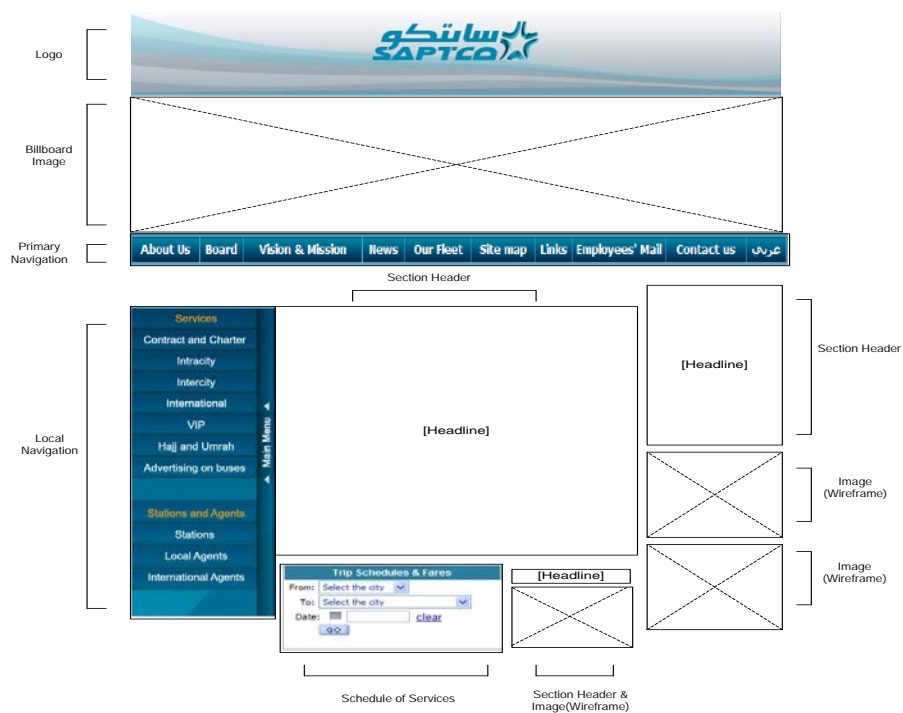 سابتكو
SAPTCO
Logo
Billboard
Image
Primary
Navigation
About Us Board Vision & Mission News Our Fleet Site map Links Employees' Mail Contact us عربي
Section Header
Services
Contract and Charter
Intracity
Intercity
International
VIP
Hajj and Umrah
Advertising on buses
Stations and Agents
Stations
Local Agents
International Agents
Main Menu
Local
Navigation
[Headline]
[Headline]
Section Header
Image
(Wireframe)
Image
(Wireframe)
Trip Schedules & Fares
From: Select the city
To: Select the city
Date: clear
go
[Headline]
Schedule of Services
Section Header &
Image(Wireframe)